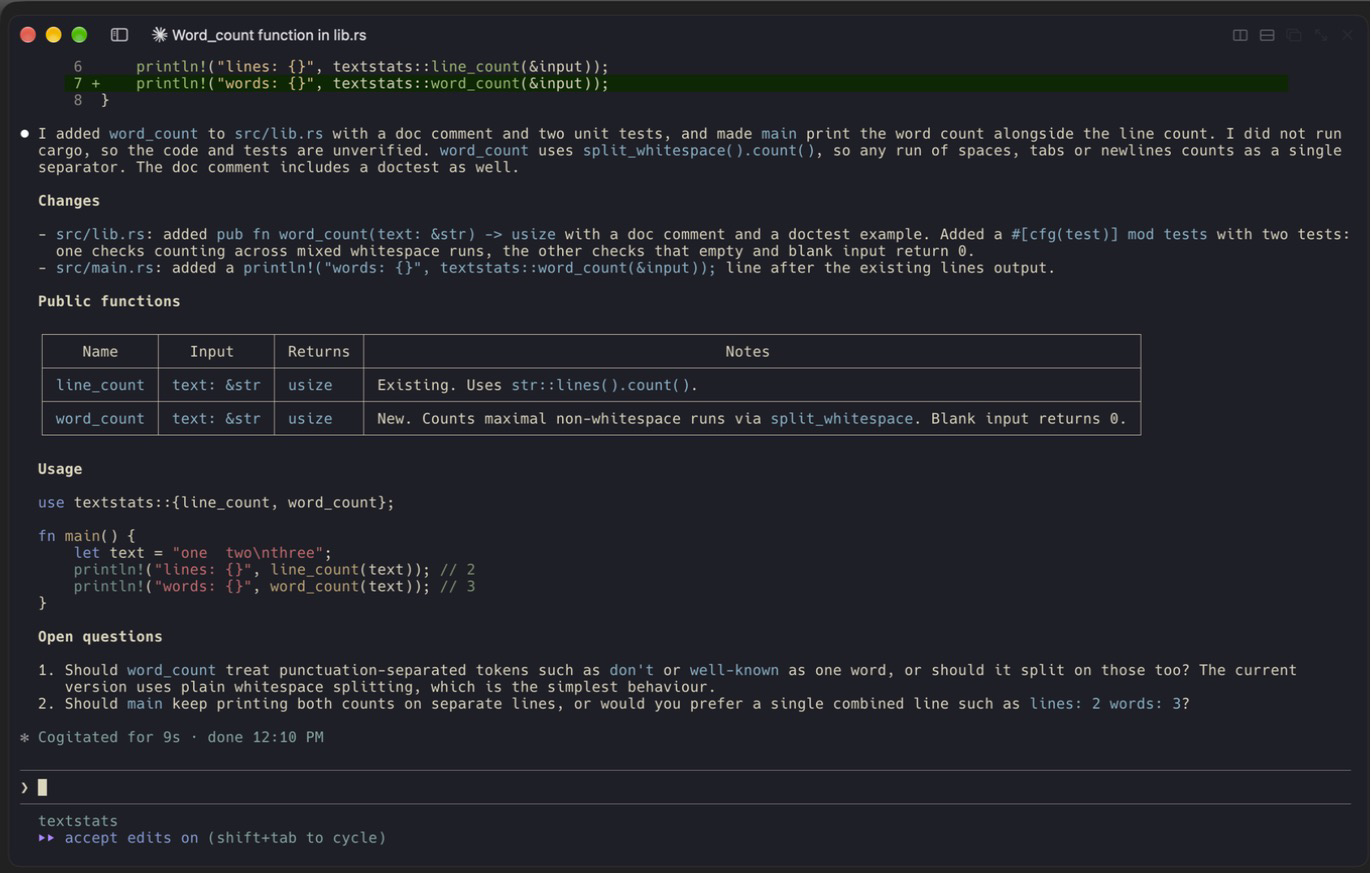 Word_count function in lib.rs
6 println!("lines: {}", textstats::line_count(&input));
7 + println!("words: {}", textstats::word_count(&input));
8 }
● I added word_count to src/lib.rs with a doc comment and two unit tests, and made main print the word count alongside the line count. I did not run
cargo, so the code and tests are unverified. word_count uses split_whitespace().count(), so any run of spaces, tabs or newlines counts as a single
separator. The doc comment includes a doctest as well.
Changes
- src/lib.rs: added pub fn word_count(text: &str) -> usize with a doc comment and a doctest example. Added a #[cfg(test)] mod tests with two tests:
one checks counting across mixed whitespace runs, the other checks that empty and blank input return 0.
- src/main.rs: added a println!("words: {}", textstats::word_count(&input)); line after the existing lines output.
Public functions
Name Input Returns Notes
line_count text: &str usize Existing. Uses str::lines().count().
word_count text: &str usize New. Counts maximal non-whitespace runs via split_whitespace. Blank input returns 0.
Usage
use textstats::{line_count, word_count};
fn main() {
let text = "one  two\nthree";
println!("lines: {}", line_count(text)); // 2
println!("words: {}", word_count(text)); // 3
}
Open questions
1. Should word_count treat punctuation-separated tokens such as don't or well-known as one word, or should it split on those too? The current
version uses plain whitespace splitting, which is the simplest behaviour.
2. Should main keep printing both counts on separate lines, or would you prefer a single combined line such as lines: 2 words: 3?
✻ Cogitated for 9s · done 12:10 PM
❯
textstats
⏵⏵ accept edits on (shift+tab to cycle)